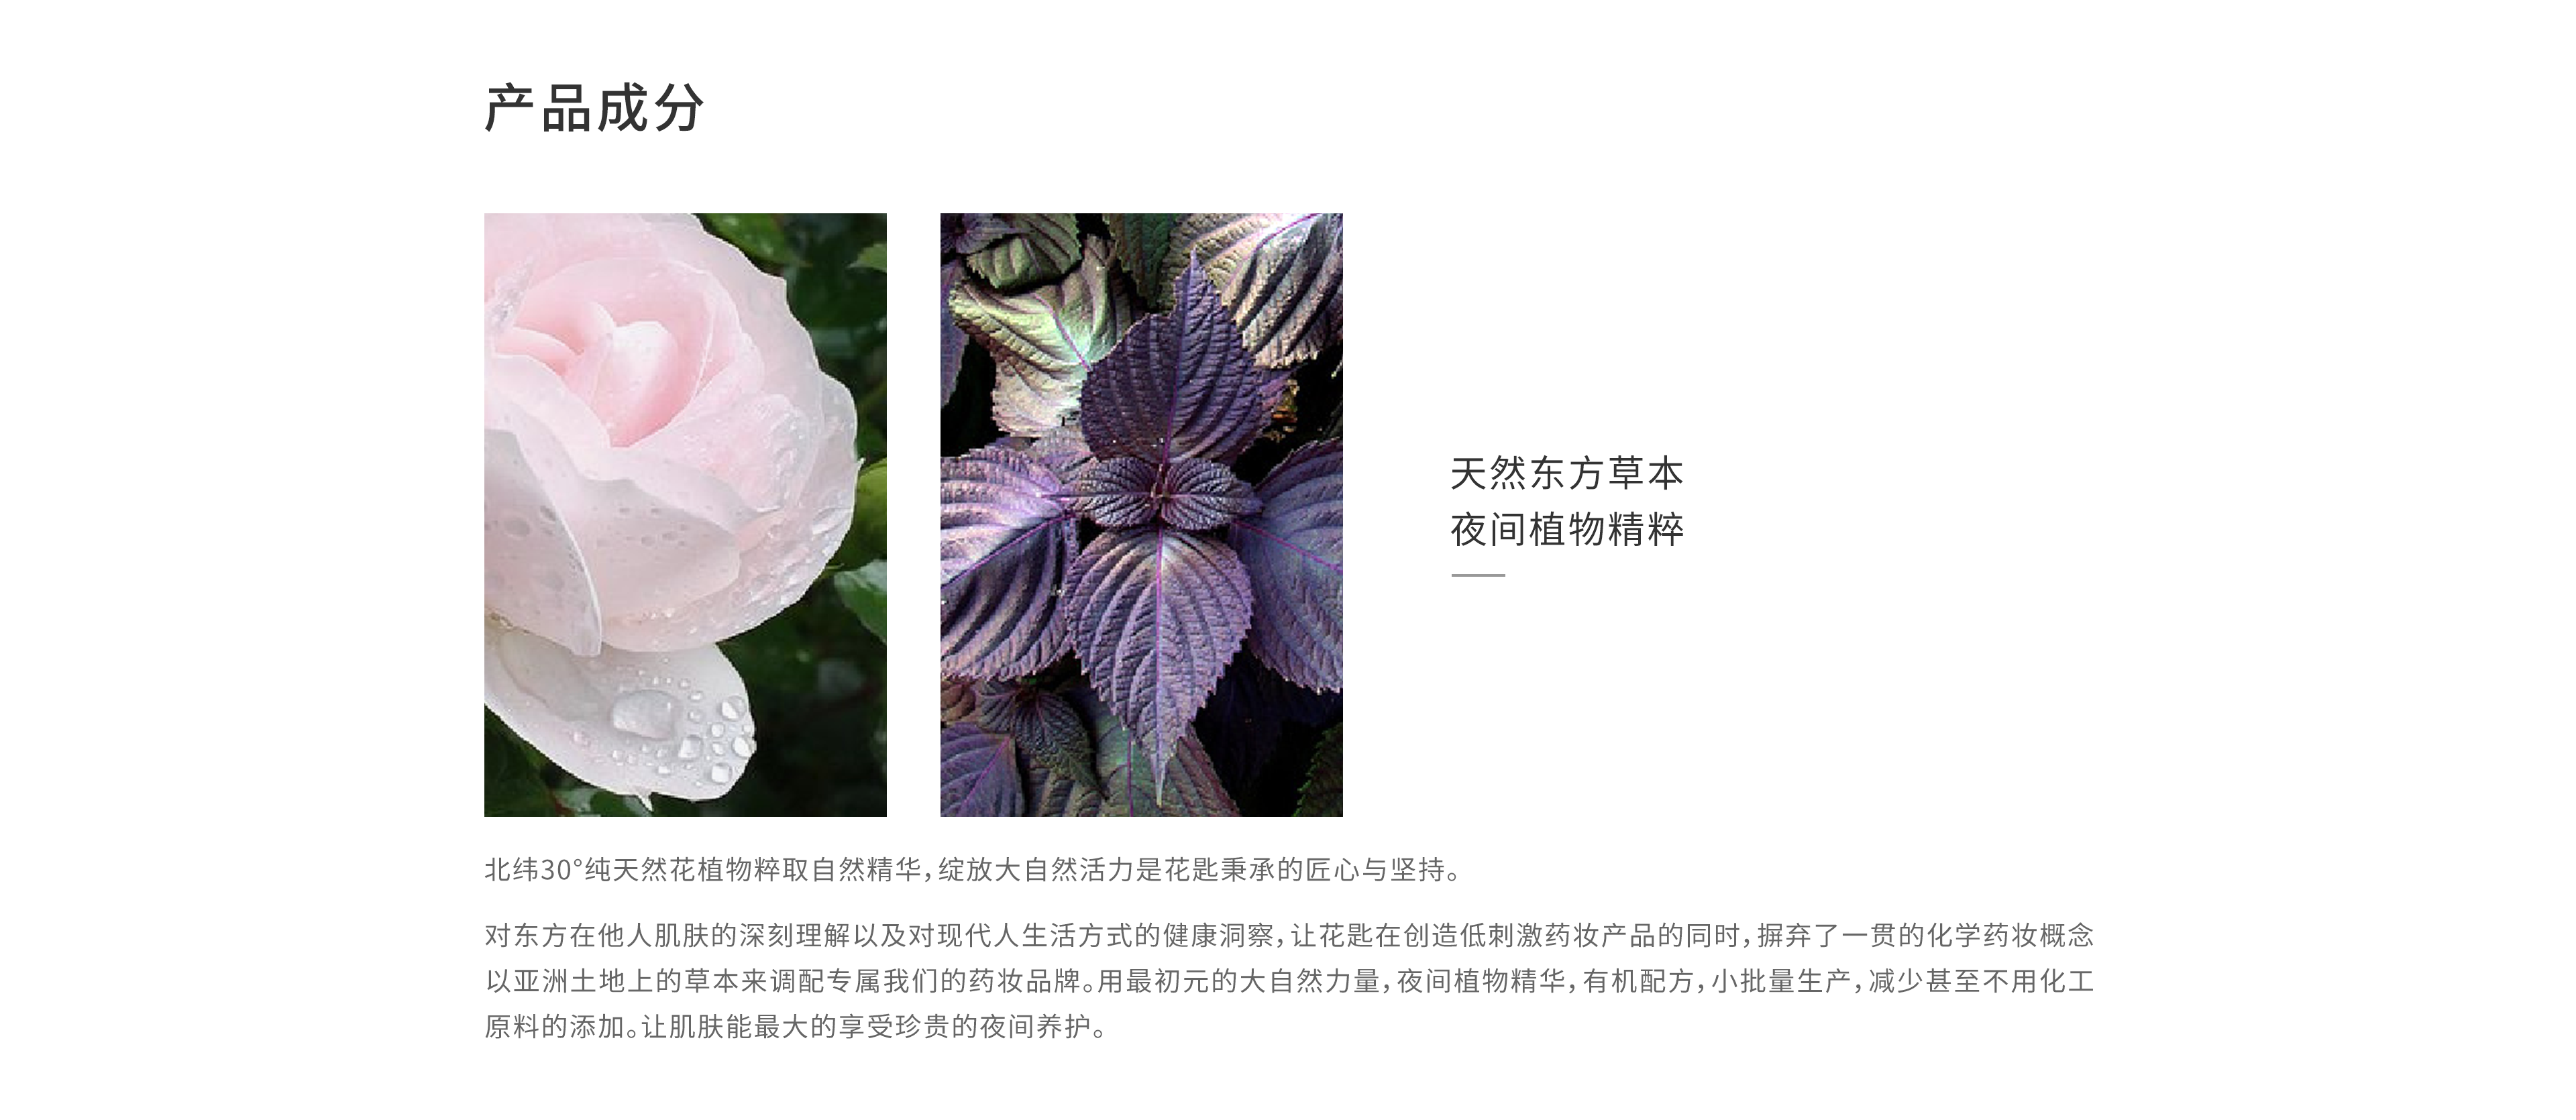 产品成分
天然东方草本
夜间植物精粹
北纬30°纯天然花植物粹取自然精华，绽放大自然活力是花匙秉承的匠心与坚持。
对东方在他人肌肤的深刻理解以及对现代人生活方式的健康洞察，让花匙在创造低刺激药妆产品的同时，摒弃了一贯的化学药妆概念
以亚洲土地上的草本来调配专属我们的药妆品牌。用最初元的大自然力量，夜间植物精华，有机配方，小批量生产，减少甚至不用化工
原料的添加。让肌肤能最大的享受珍贵的夜间养护。